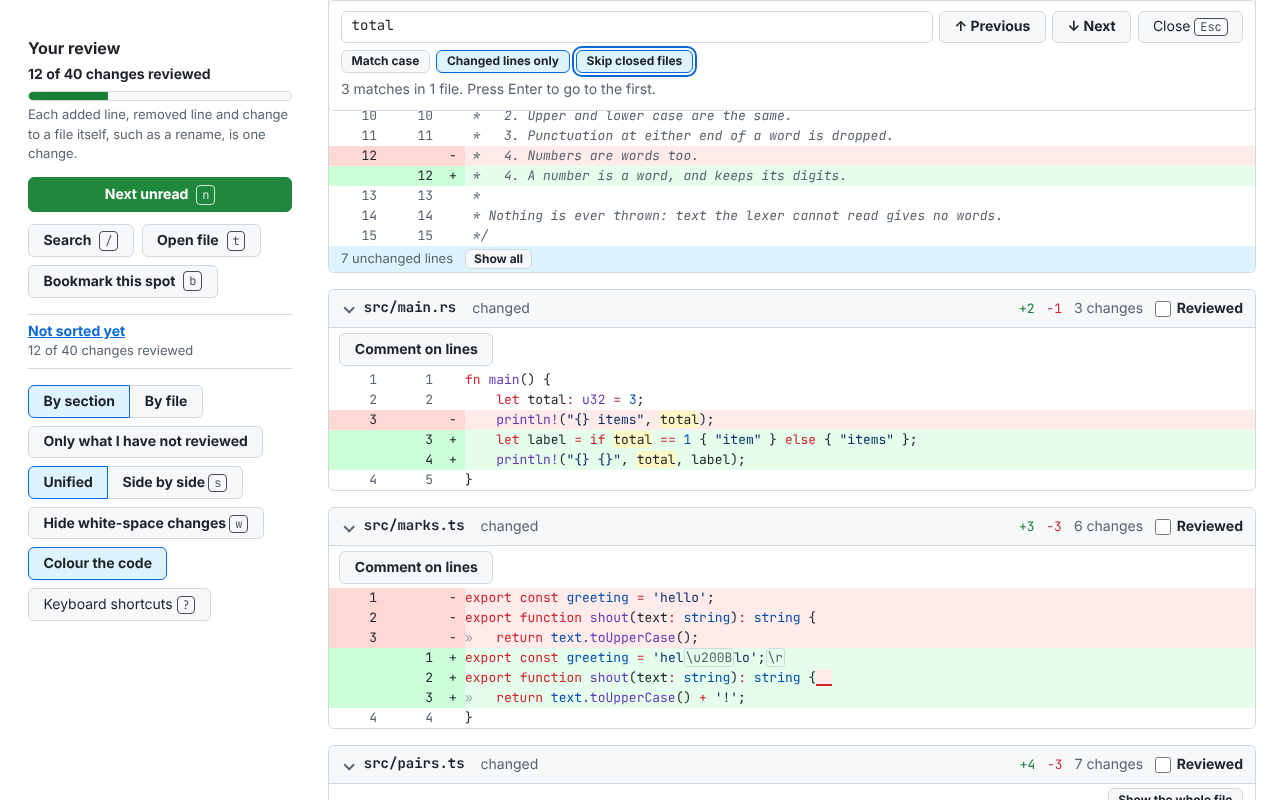 Your review
12 of 40 changes reviewed
Each added line, removed line and change
to a file itself, such as a rename, is one
change.
Next unread n
Search /
Open file t
Bookmark this spot b
Not sorted yet
12 of 40 changes reviewed
By section
By file
Only what I have not reviewed
Unified
Side by side s
Hide white-space changes w
Colour the code
Keyboard shortcuts ?
total
↑ Previous
↓ Next
Close Esc
Match case
Changed lines only
Skip closed files
3 matches in 1 file. Press Enter to go to the first.
10 10 *   2. Upper and lower case are the same.
11 11 *   3. Punctuation at either end of a word is dropped.
12 - *   4. Numbers are words too.
12 + *   4. A number is a word, and keeps its digits.
13 13 *
14 14 * Nothing is ever thrown: text the lexer cannot read gives no words.
15 15 */
7 unchanged lines Show all
src/main.rs changed +2 -1 3 changes Reviewed
Comment on lines
1 1 fn main() {
2 2     let total: u32 = 3;
3 -     println!("{} items", total);
3 +     let label = if total == 1 { "item" } else { "items" };
4 +     println!("{} {}", total, label);
4 5 }
src/marks.ts changed +3 -3 6 changes Reviewed
Comment on lines
1 - export const greeting = 'hello';
2 - export function shout(text: string): string {
3 - »   return text.toUpperCase();
1 + export const greeting = 'hel\u200Blo';\r
2 + export function shout(text: string): string {
3 + »   return text.toUpperCase() + '!';
4 4 }
src/pairs.ts changed +4 -3 7 changes Reviewed
Show the whole file